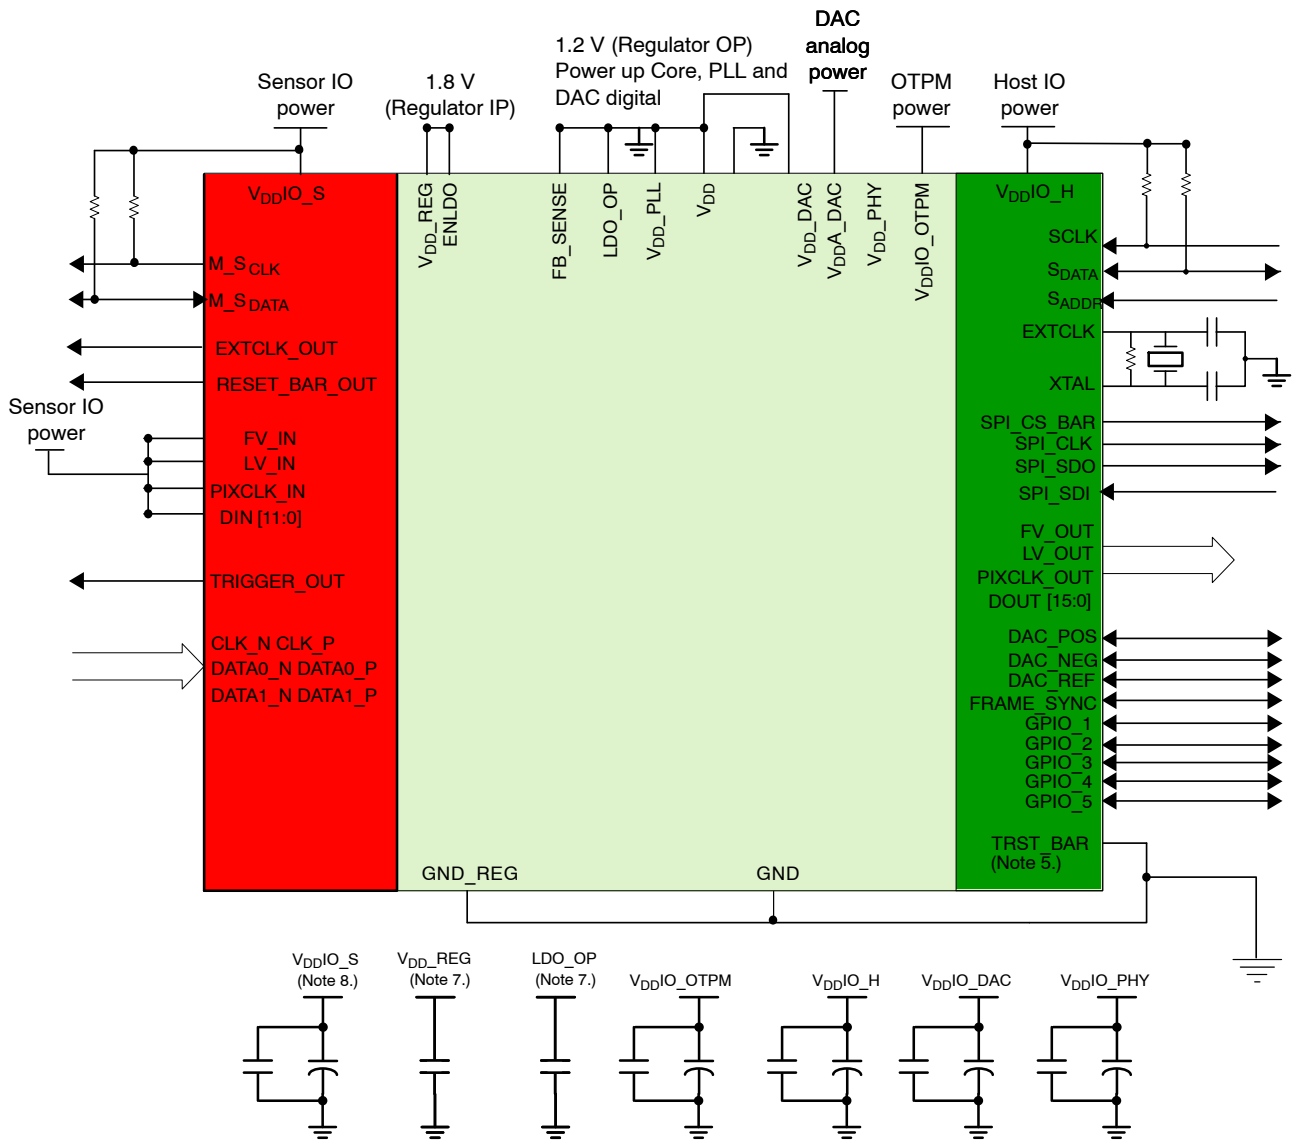 DAC
analog
power
1.2 V (Regulator OP)
Power up Core, PLL and
DAC digital
Sensor IO
power
1.8 V
(Regulator IP)
OTPM
power
Host IO
power
VDDIO_S
VDD_REG
ENLDO
FB_SENSE
LDO_OP
VDD_PLL
VDD
VDD_DAC
VDDA_DAC
VDD_PHY
VDDIO_OTPM
VDDIO_H
M_SCLK
M_SDATA
EXTCLK_OUT
RESET_BAR_OUT
Sensor IO
power
FV_IN
LV_IN
PIXCLK_IN
DIN [11:0]
TRIGGER_OUT
CLK_N CLK_P
DATA0_N DATA0_P
DATA1_N DATA1_P
SCLK
SDATA
SADDR
EXTCLK
XTAL
SPI_CS_BAR
SPI_CLK
SPI_SDO
SPI_SDI
FV_OUT
LV_OUT
PIXCLK_OUT
DOUT [15:0]
DAC_POS
DAC_NEG
DAC_REF
FRAME_SYNC
GPIO_1
GPIO_2
GPIO_3
GPIO_4
GPIO_5
TRST_BAR
(Note 5.)
GND_REG
GND
VDDIO_S
(Note 8.)
VDD_REG
(Note 7.)
LDO_OP
(Note 7.)
VDDIO_OTPM
VDDIO_H
VDDIO_DAC
VDDIO_PHY